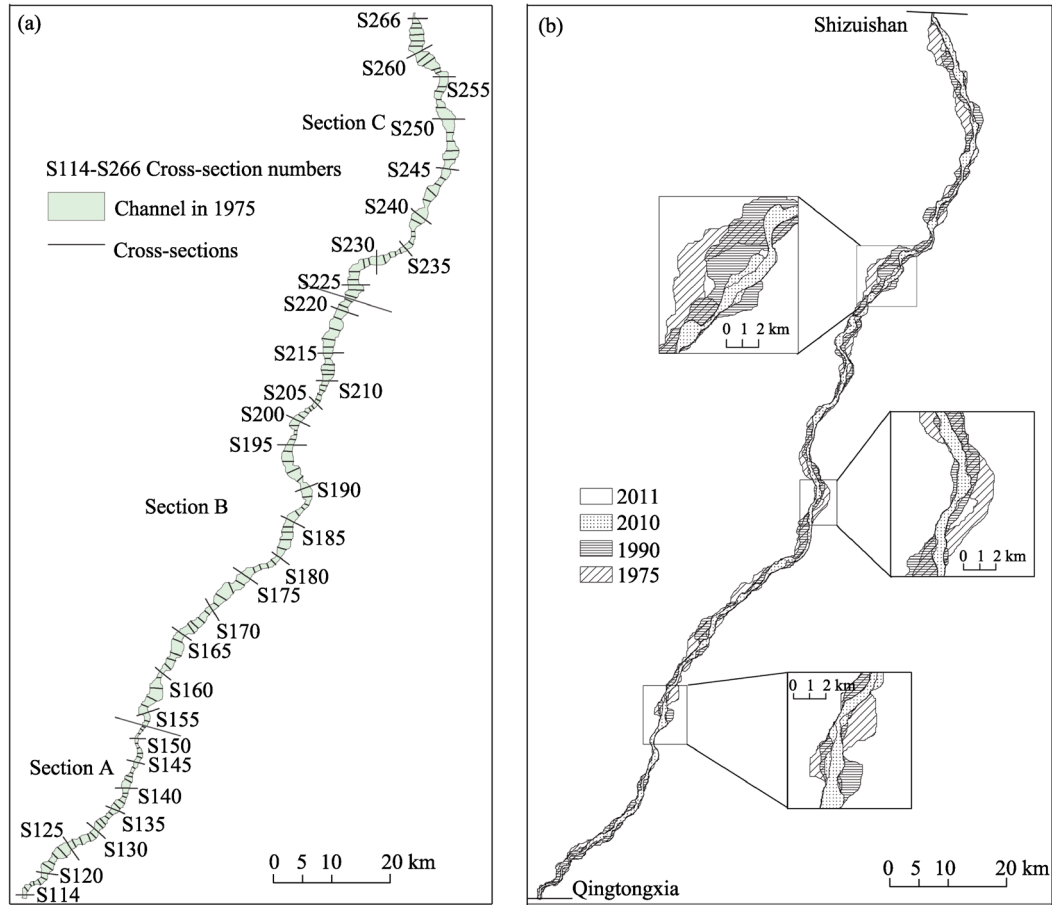 (a)
S266
S260
S255
Section C
S250
S114-S266 Cross-section numbers
S245
Channel in 1975
S240
Cross-sections
S230
S235
S225
S220
S215
S210
S205
S200
S195
S190
Section B
S185
S180
S175
S170
S165
S160
S155
S150
Section A
S145
S140
S135
S125
S130
S120
S114
0 5 10 20 km
(b)
Shizuishan
0 1 2 km
2011
2010
1990
1975
0 1 2 km
0 1 2 km
0 5 10 20 km
Qingtongxia